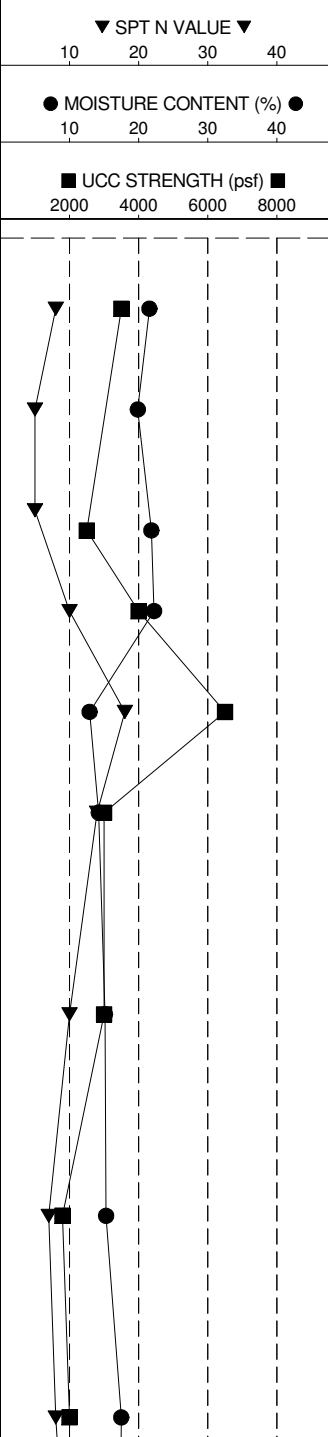 ▼ SPT N VALUE ▼
10 20 30 40
● MOISTURE CONTENT (%) ●
10 20 30 40
■ UCC STRENGTH (psf) ■
2000 4000 6000 8000